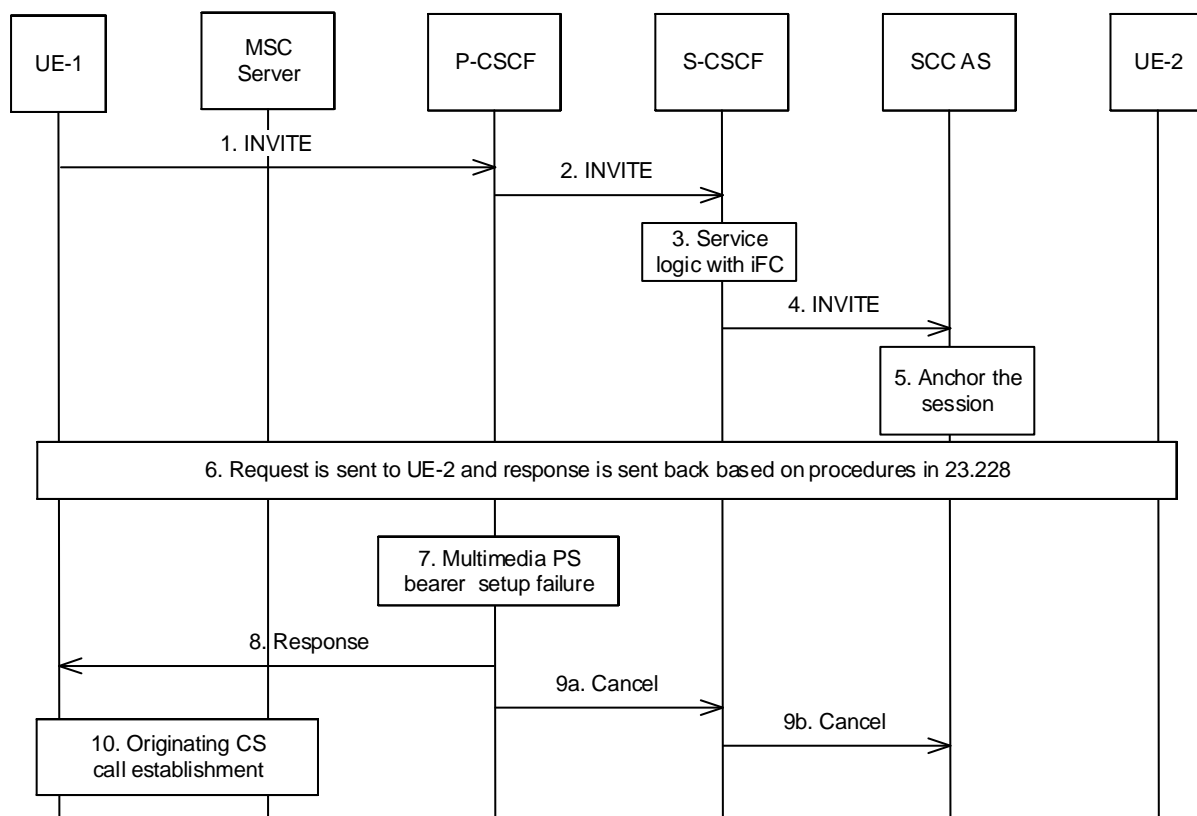 UE-1
MSC
Server
P-CSCF
S-CSCF
SCC AS
UE-2
1. INVITE
2. INVITE
3. Service
logic with iFC
4. INVITE
5. Anchor the
session
6. Request is sent to UE-2 and response is sent back based on procedures in 23.228
7. Multimedia PS
bearer setup failure
8. Response
9a. Cancel
9b. Cancel
10. Originating CS
call establishment